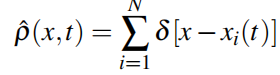 ρ̂(x,t) = ∑_{i=1}^{N} δ[x − x_i(t)]